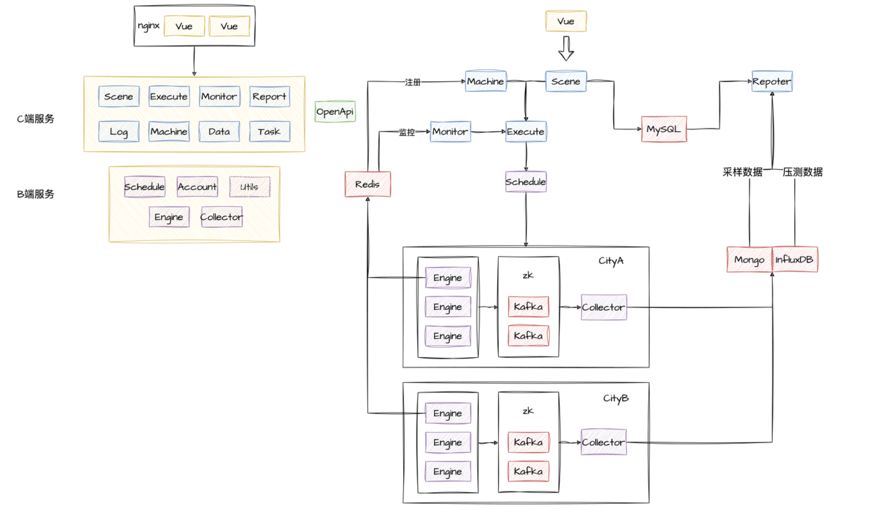 nginx Vue Vue
C端服务
Scene Execute Monitor Report
Log Machine Data Task
OpenApi
B端服务
Schedule Account Utils
Engine Collector
Vue
注册 Machine Scene Repoter
监控 Monitor Execute MySQL
Redis Schedule
采样数据 压测数据
Mongo InfluxDB
CityA
Engine zk
Engine Kafka Collector
Engine Kafka
CityB
Engine zk
Engine Kafka Collector
Engine Kafka